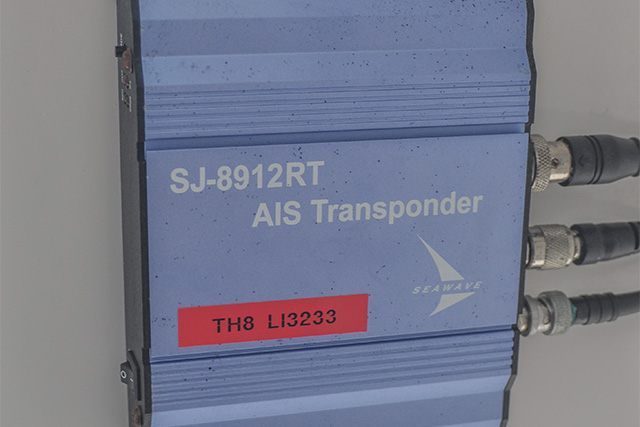 SJ-8912RT
AIS Transponder
SEAWAVE
TH8 LI3233